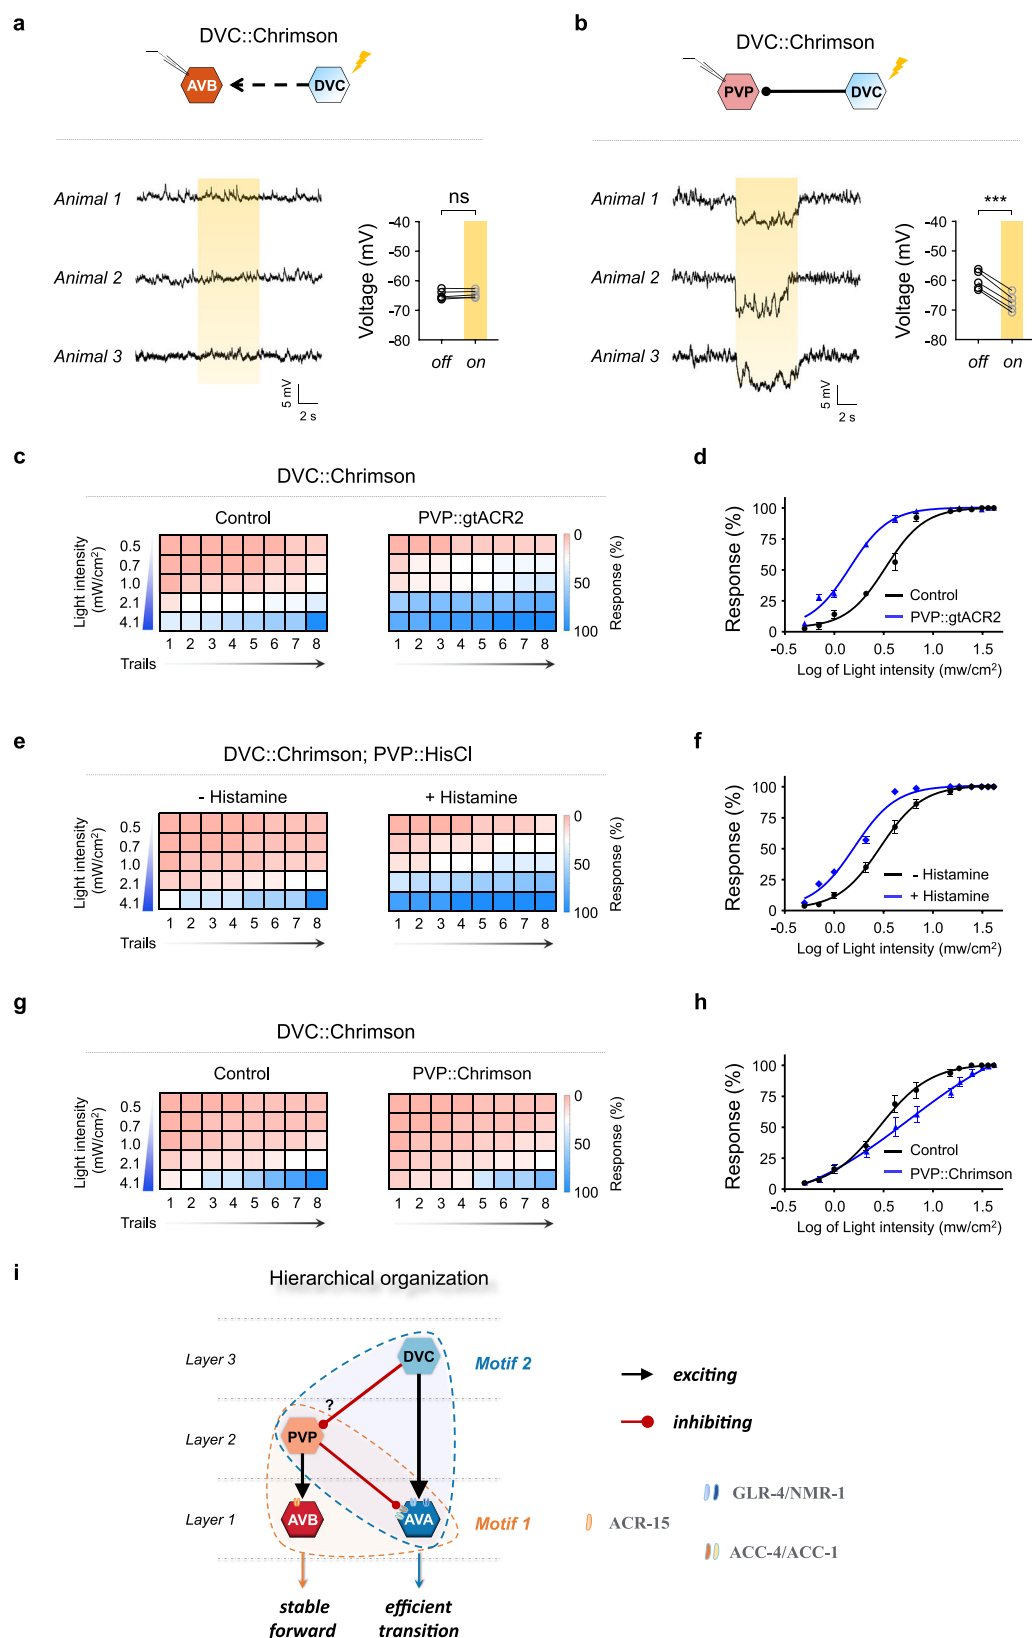 a
DVC::Chrimson
AVB
DVC
Animal 1
Animal 2
Animal 3
5 mV
2 s
ns
Voltage (mV)
-40
-50
-60
-70
-80
off on
b
DVC::Chrimson
PVP
DVC
Animal 1
Animal 2
Animal 3
5 mV
2 s
***
Voltage (mV)
-40
-50
-60
-70
-80
off on
c
DVC::Chrimson
Control
PVP::gtACR2
Light intensity
(mW/cm²)
0.5
0.7
1.0
2.1
4.1
1 2 3 4 5 6 7 8
1 2 3 4 5 6 7 8
Trails
0
50
100
Response (%)
d
Response (%)
100
75
50
25
0
-0.5 0.0 0.5 1.0 1.5
Log of Light intensity (mw/cm²)
Control
PVP::gtACR2
e
DVC::Chrimson; PVP::HisCl
- Histamine
+ Histamine
Light intensity
(mW/cm²)
0.5
0.7
1.0
2.1
4.1
1 2 3 4 5 6 7 8
1 2 3 4 5 6 7 8
Trails
0
50
100
Response (%)
f
Response (%)
100
75
50
25
0
-0.5 0.0 0.5 1.0 1.5
Log of Light intensity (mw/cm²)
- Histamine
+ Histamine
g
DVC::Chrimson
Control
PVP::Chrimson
Light intensity
(mW/cm²)
0.5
0.7
1.0
2.1
4.1
1 2 3 4 5 6 7 8
1 2 3 4 5 6 7 8
Trails
0
50
100
Response (%)
h
Response (%)
100
75
50
25
0
-0.5 0.0 0.5 1.0 1.5
Log of Light intensity (mw/cm²)
Control
PVP::Chrimson
i
Hierarchical organization
Layer 3
DVC
Motif 2
?
Layer 2
PVP
Layer 1
AVB
AVA
Motif 1
stable
forward
efficient
transition
exciting
inhibiting
GLR-4/NMR-1
ACR-15
ACC-4/ACC-1